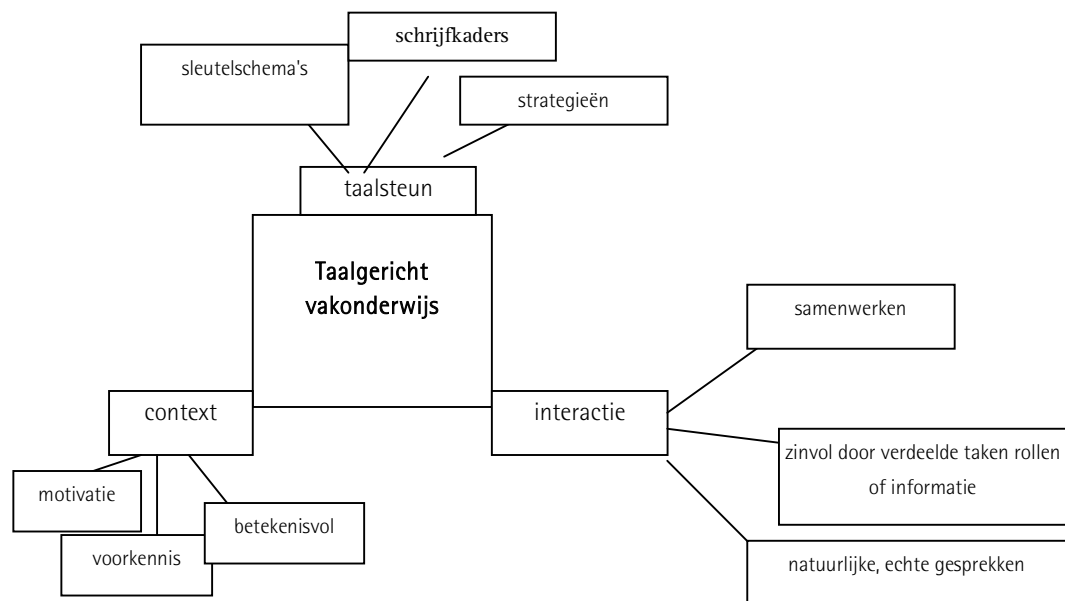 schrijfkaders
sleutelschema's
strategieën
taalsteun
Taalgericht
vakonderwijs
samenwerken
context
interactie
zinvol door verdeelde taken rollen
of informatie
motivatie
betekenisvol
voorkennis
natuurlijke, echte gesprekken